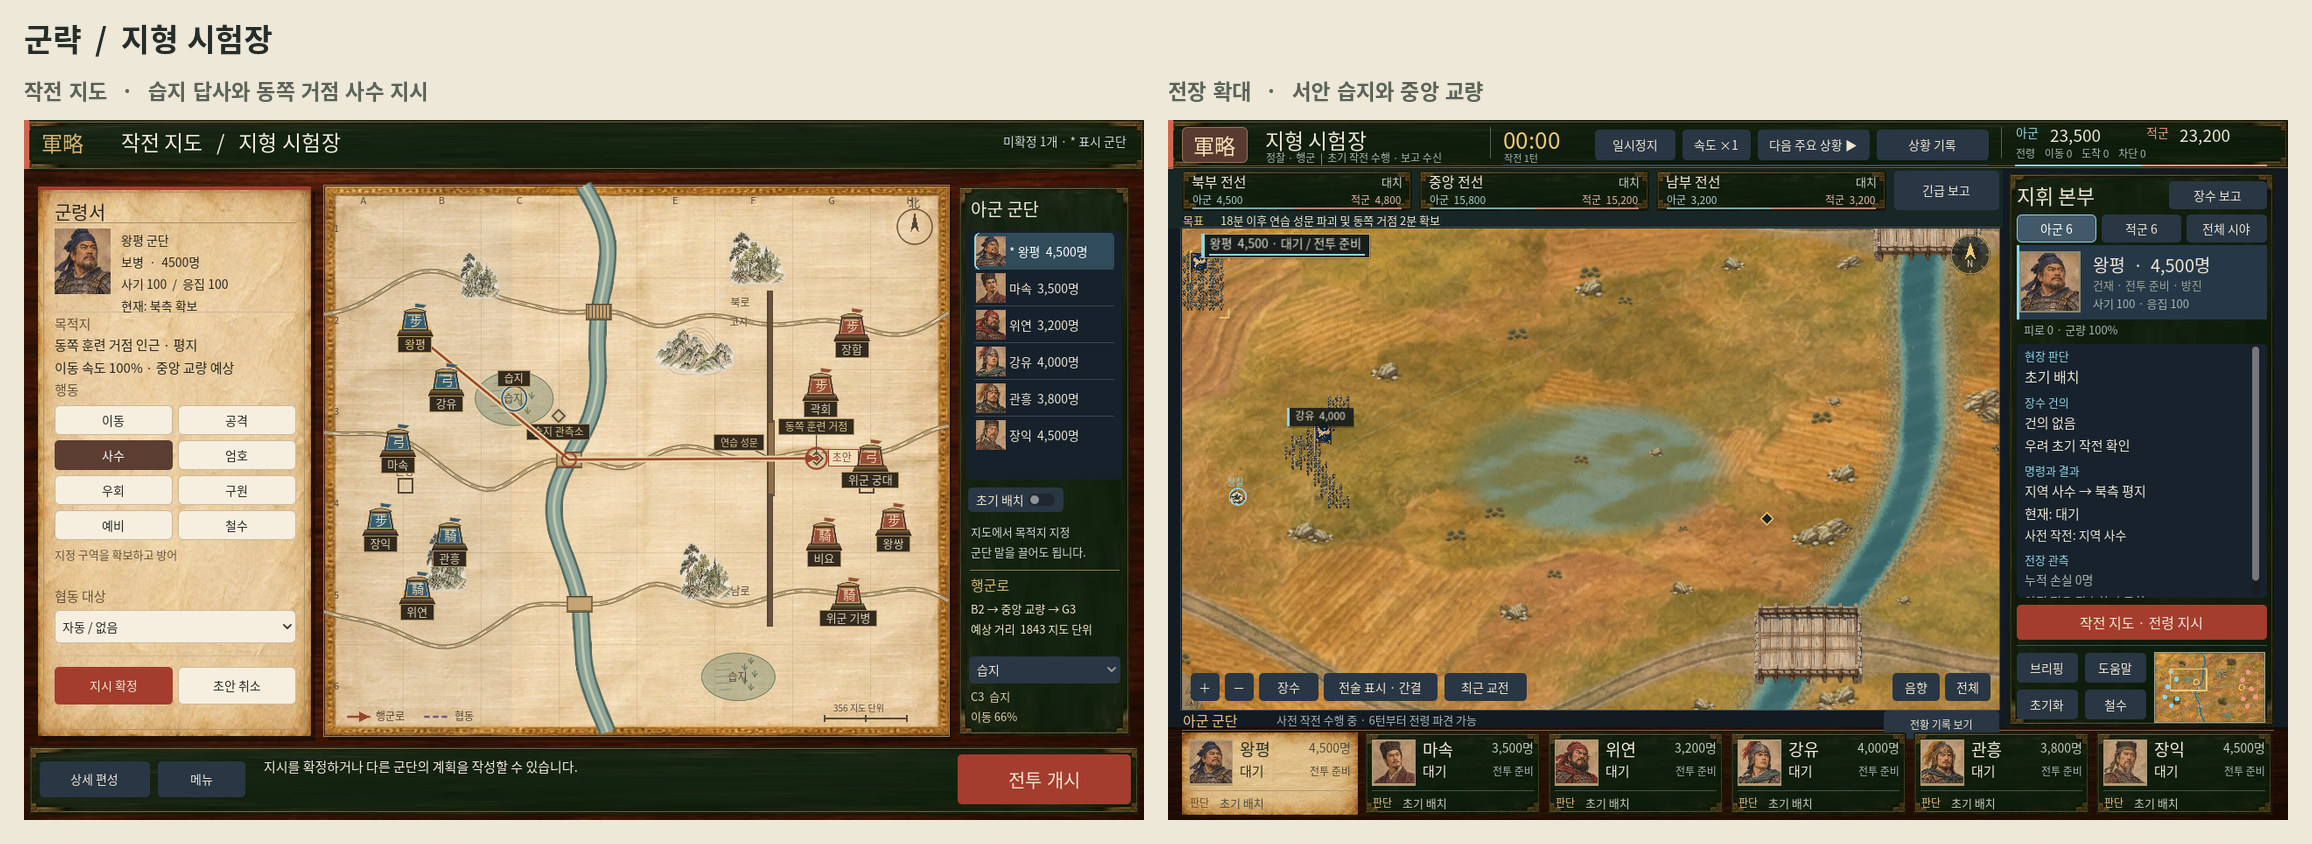 군략 / 지형 시험장
작전 지도 · 습지 답사와 동쪽 거점 사수 지시
軍略 작전 지도 / 지형 시험장
미확정 1개 · * 표시 군단
군령서
왕평 군단
보병 · 4500명
사기 100 / 응집 100
현재: 북측 확보
목적지
동쪽 훈련 거점 인근 · 평지
이동 속도 100% · 중앙 교량 예상
행동
이동 공격
사수 엄호
우회 구원
예비 철수
지정 구역을 확보하고 방어
협동 대상
자동 / 없음
지시 확정 초안 취소
A B C E F G H
北
1
2
3
4
5
6
북로
고지
步
왕평
步
장합
弓
강유
습지
습지
步
곽회
습지 관측소
연습 성문
동쪽 훈련 거점
초안
弓
마속
弓
위군 궁대
步
장익
騎
관흥
騎
비요
步
왕쌍
騎
위연
남로
騎
위군 기병
습지
행군로 협동
356 지도 단위
아군 군단
* 왕평 4,500명
마속 3,500명
위연 3,200명
강유 4,000명
관흥 3,800명
장익 4,500명
초기 배치
지도에서 목적지 지정
군단 말을 끌어도 됩니다.
행군로
B2 → 중앙 교량 → G3
예상 거리 1843 지도 단위
습지
C3 습지
이동 66%
상세 편성 메뉴 지시를 확정하거나 다른 군단의 계획을 작성할 수 있습니다.
전투 개시
전장 확대 · 서안 습지와 중앙 교량
軍略 지형 시험장
정찰 · 행군 | 초기 작전 수행 · 보고 수신
00:00
작전 1턴
일시정지 속도 ×1 다음 주요 상황 ▶ 상황 기록
아군 23,500 적군 23,200
전령 이동 0 도착 0 차단 0
북부 전선 대치
아군 4,500 적군 4,800
중앙 전선 대치
아군 15,800 적군 15,200
남부 전선 대치
아군 3,200 적군 3,200
긴급 보고
목표 18분 이후 연습 성문 파괴 및 동쪽 거점 2분 확보
왕평 4,500 · 대기 / 전투 준비
N
강유 4,000
+ − 장수 전술 표시 · 간결 최근 교전 음향 전체
지휘 본부 장수 보고
아군 6 적군 6 전체 시야
왕평 · 4,500명
건재 · 전투 준비 · 방진
사기 100 · 응집 100
피로 0 · 군량 100%
현장 판단
초기 배치
장수 건의
건의 없음
우려 초기 작전 확인
명령과 결과
지역 사수 → 북측 평지
현재: 대기
사전 작전: 지역 사수
전장 관측
누적 손실 0명
작전 지도 · 전령 지시
브리핑 도움말
초기화 철수
아군 군단 사전 작전 수행 중 · 6턴부터 전령 파견 가능
전황 기록 보기
왕평 4,500명
대기 전투 준비
판단 초기 배치
마속 3,500명
대기 전투 준비
판단 초기 배치
위연 3,200명
대기 전투 준비
판단 초기 배치
강유 4,000명
대기 전투 준비
판단 초기 배치
관흥 3,800명
대기 전투 준비
판단 초기 배치
장익 4,500명
대기 전투 준비
판단 초기 배치